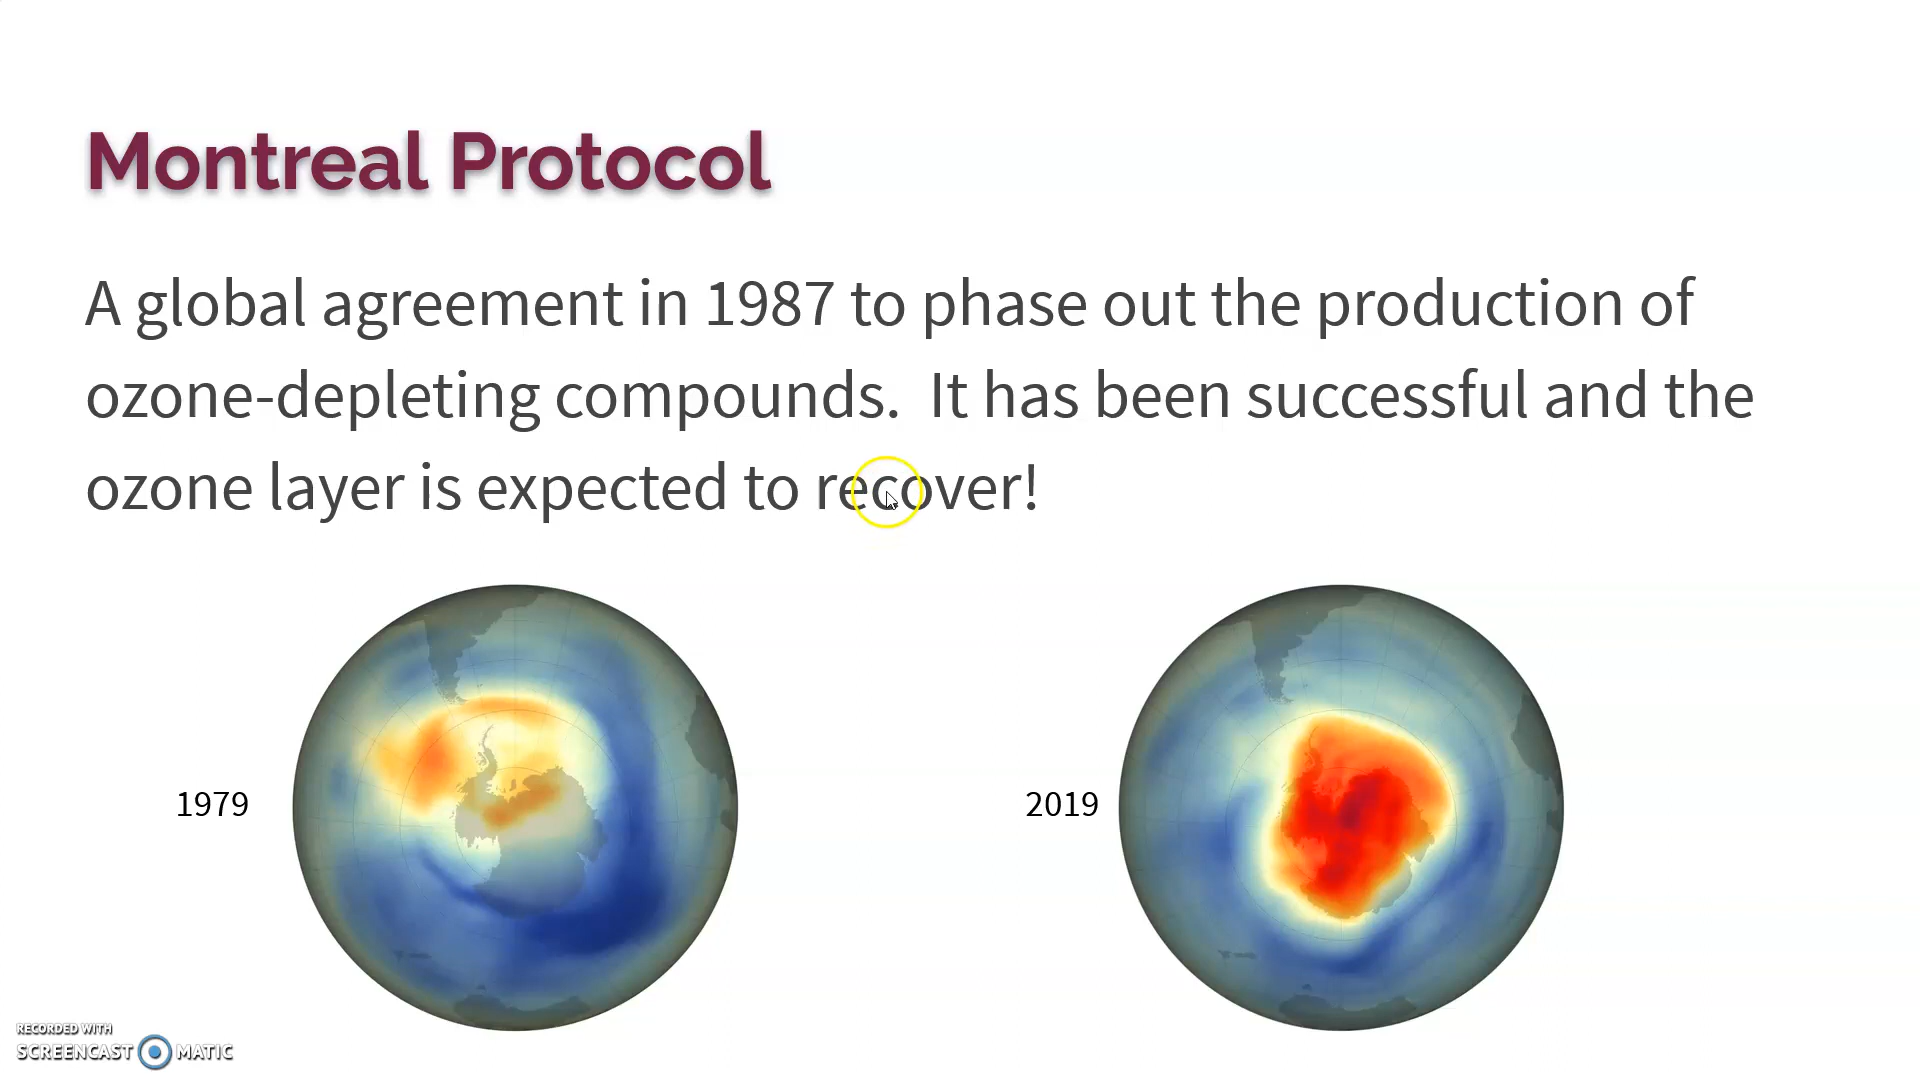 Montreal Protocol
A global agreement in 1987 to phase out the production of
ozone-depleting compounds.  It has been successful and the
ozone layer is expected to recover!
1979
2019
RECORDED WITH
SCREENCAST MATIC